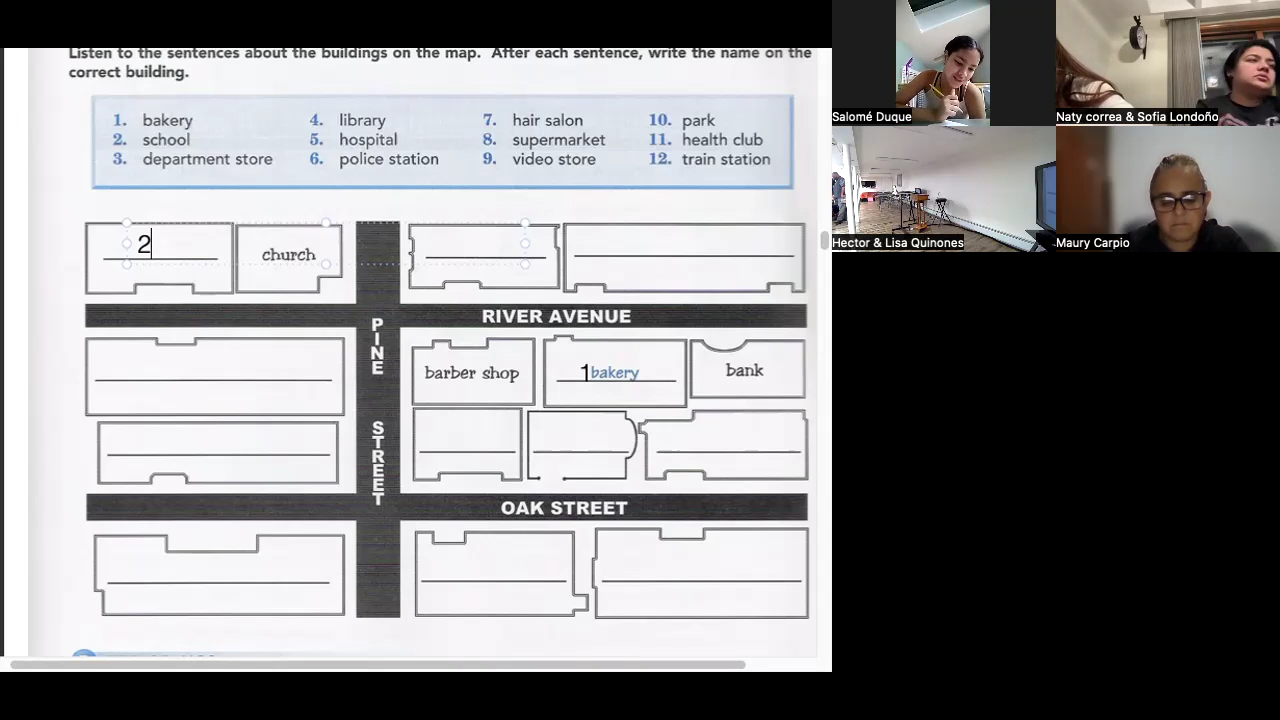 Listen to the sentences about the buildings on the map. After each sentence, write the name on the
correct building.
1. bakery
2. school
3. department store
4. library
5. hospital
6. police station
7. hair salon
8. supermarket
9. video store
10. park
11. health club
12. train station
2
church
RIVER AVENUE
PINE STREET
barber shop
1 bakery
bank
OAK STREET
Salomé Duque
Naty correa & Sofia Londoño
Hector & Lisa Quinones
Maury Carpio